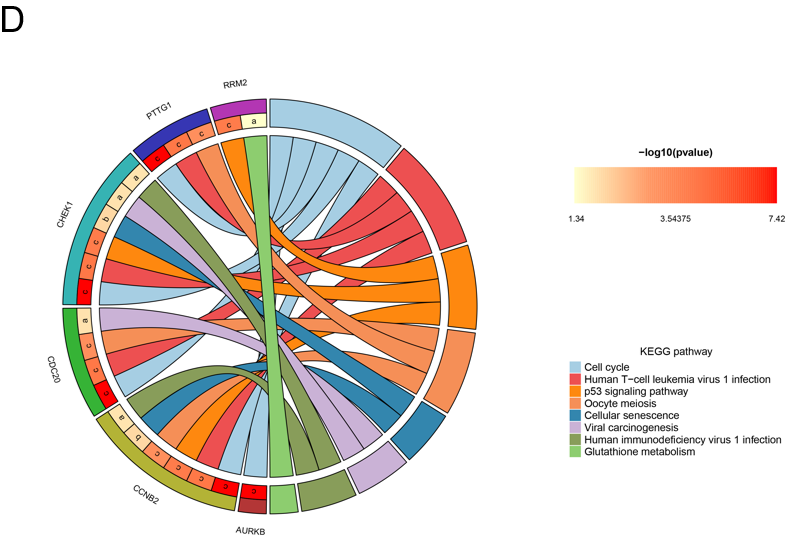 D
RRM2
PTTG1
CHEK1
CDC20
CCNB2
AURKB
c a
c c c
a a b c c c
a c c c
a b c c c c
c
−log10(pvalue)
1.34 3.54375 7.42
KEGG pathway
Cell cycle
Human T−cell leukemia virus 1 infection
p53 signaling pathway
Oocyte meiosis
Cellular senescence
Viral carcinogenesis
Human immunodeficiency virus 1 infection
Glutathione metabolism